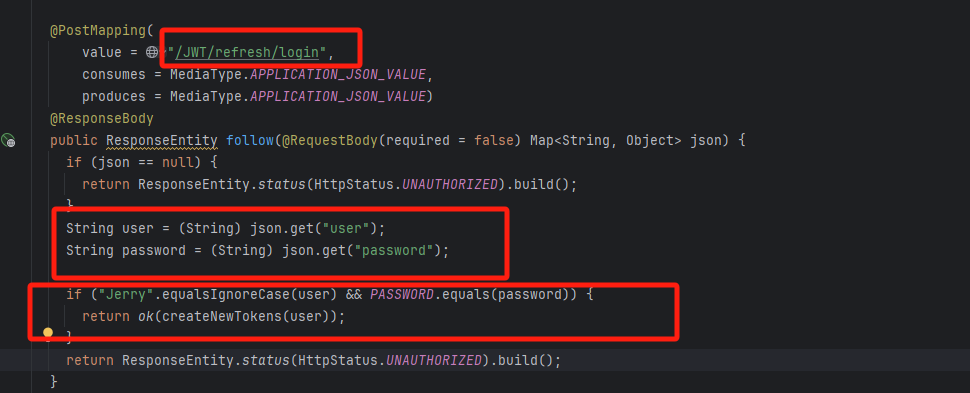 @PostMapping(
value = "/JWT/refresh/login",
consumes = MediaType.APPLICATION_JSON_VALUE,
produces = MediaType.APPLICATION_JSON_VALUE)
@ResponseBody
public ResponseEntity follow(@RequestBody(required = false) Map<String, Object> json) {
if (json == null) {
return ResponseEntity.status(HttpStatus.UNAUTHORIZED).build();
}
String user = (String) json.get("user");
String password = (String) json.get("password");
if ("Jerry".equalsIgnoreCase(user) && PASSWORD.equals(password)) {
return ok(createNewTokens(user));
}
return ResponseEntity.status(HttpStatus.UNAUTHORIZED).build();
}